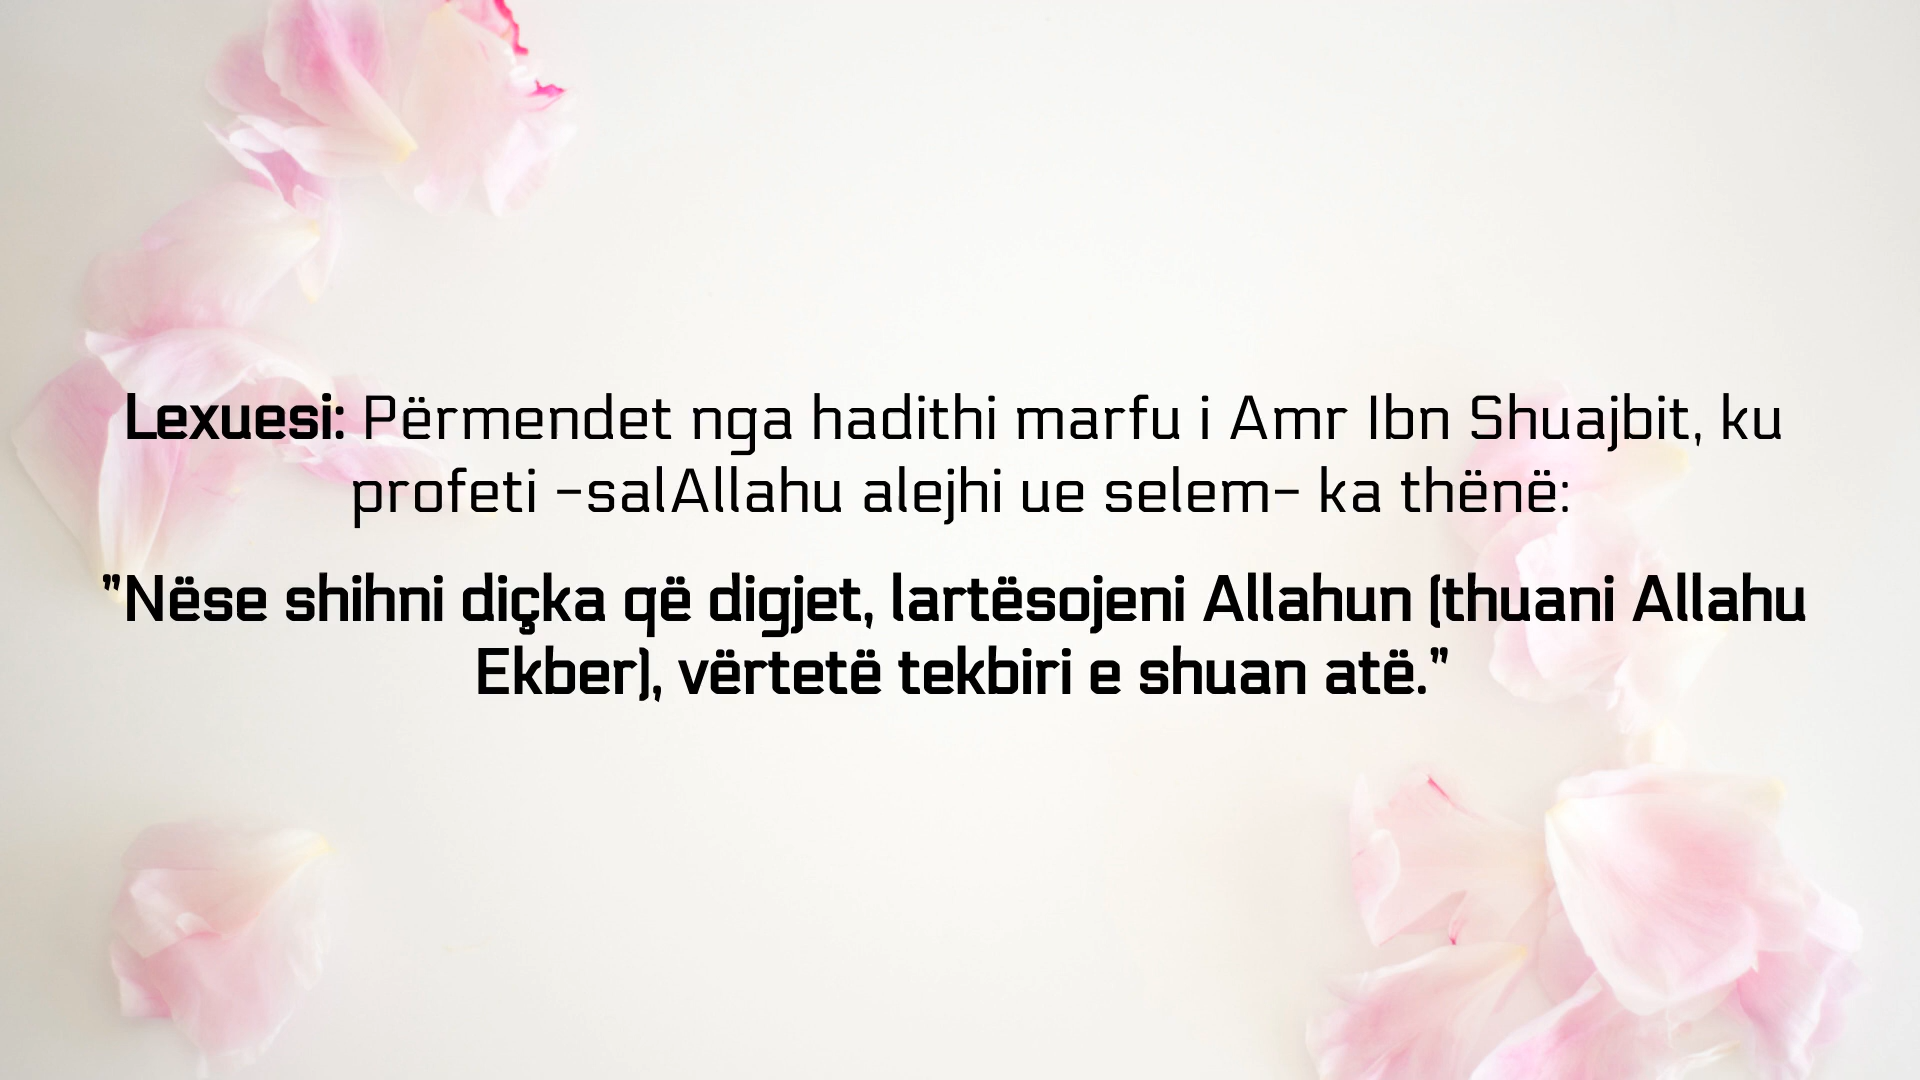 Lexuesi: Përmendet nga hadithi marfu i Amr Ibn Shuajbit, ku
profeti -salAllahu alejhi ue selem- ka thënë:
"Nëse shihni diçka që digjet, lartësojeni Allahun (thuani Allahu
Ekber), vërtetë tekbiri e shuan atë."